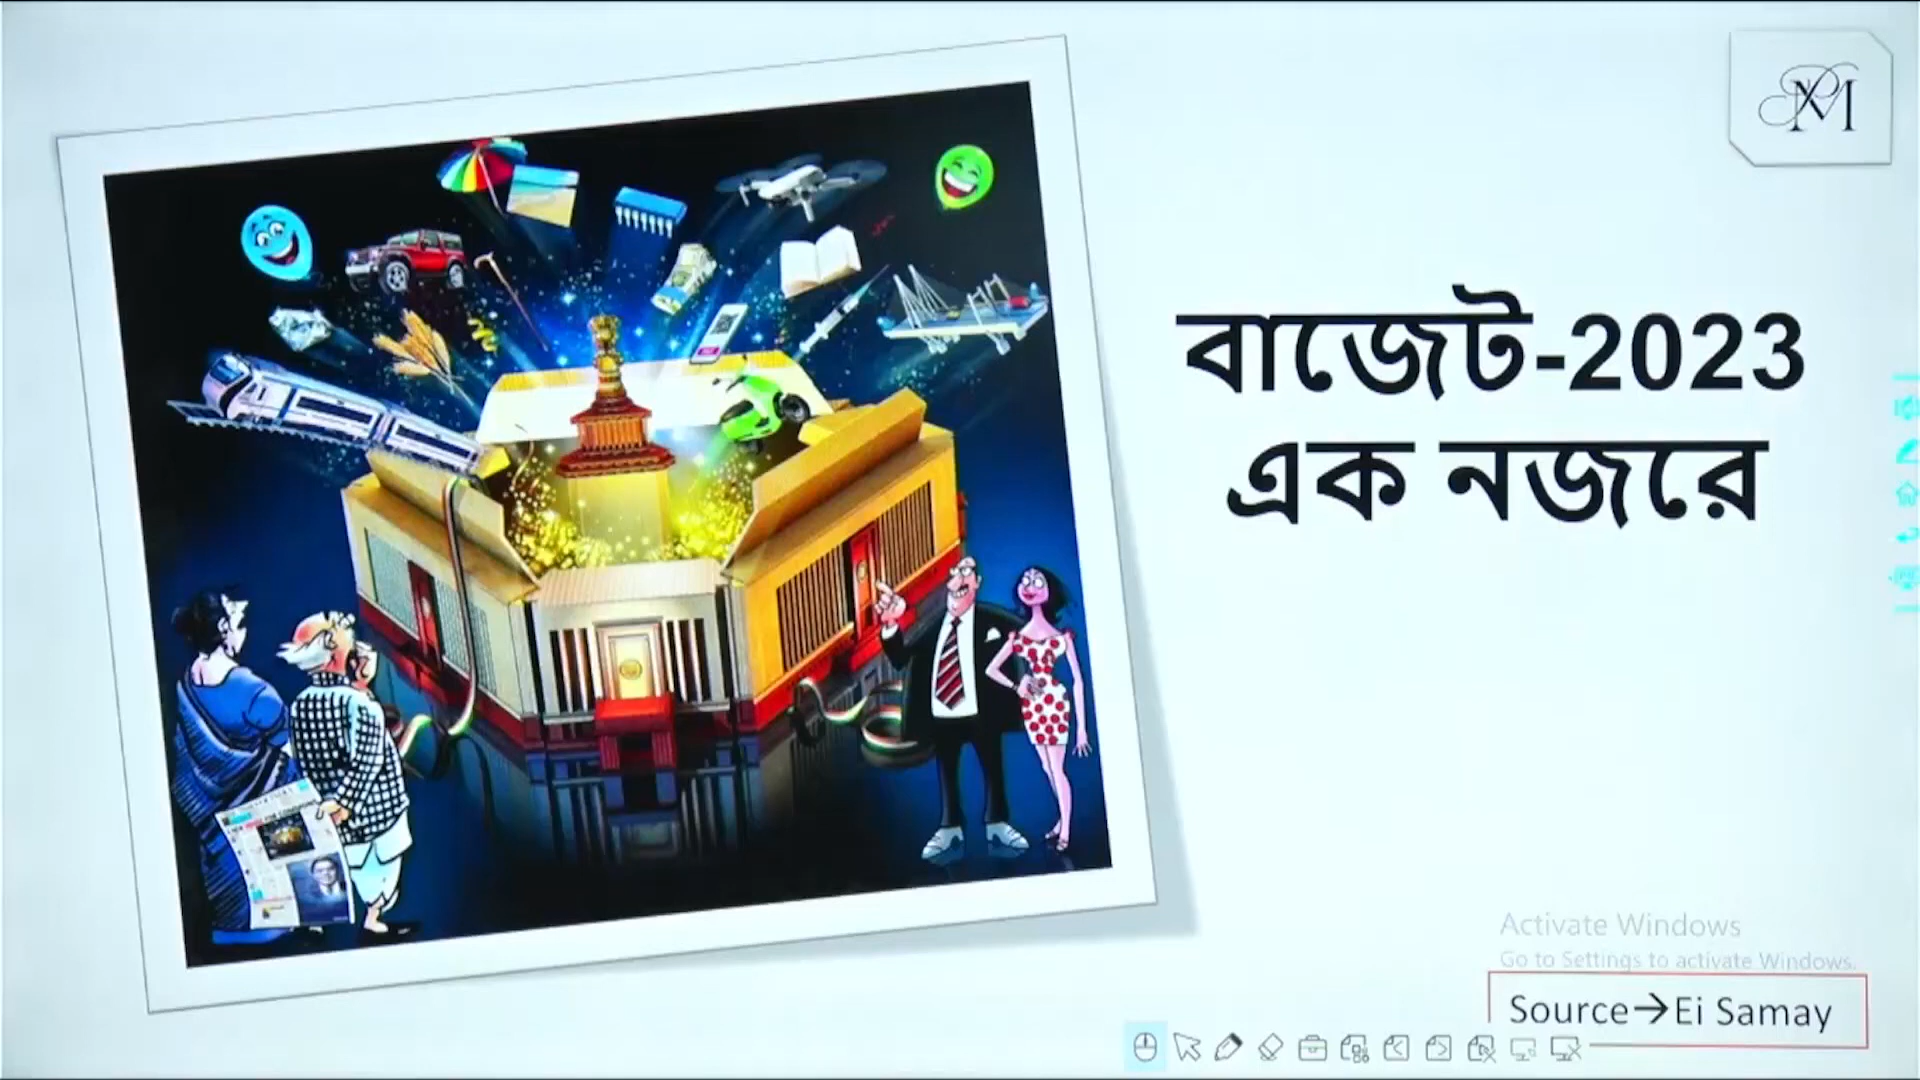 বাজেট-2023
এক নজরে
Activate Windows
Go to Settings to activate Windows.
Source→Ei Samay